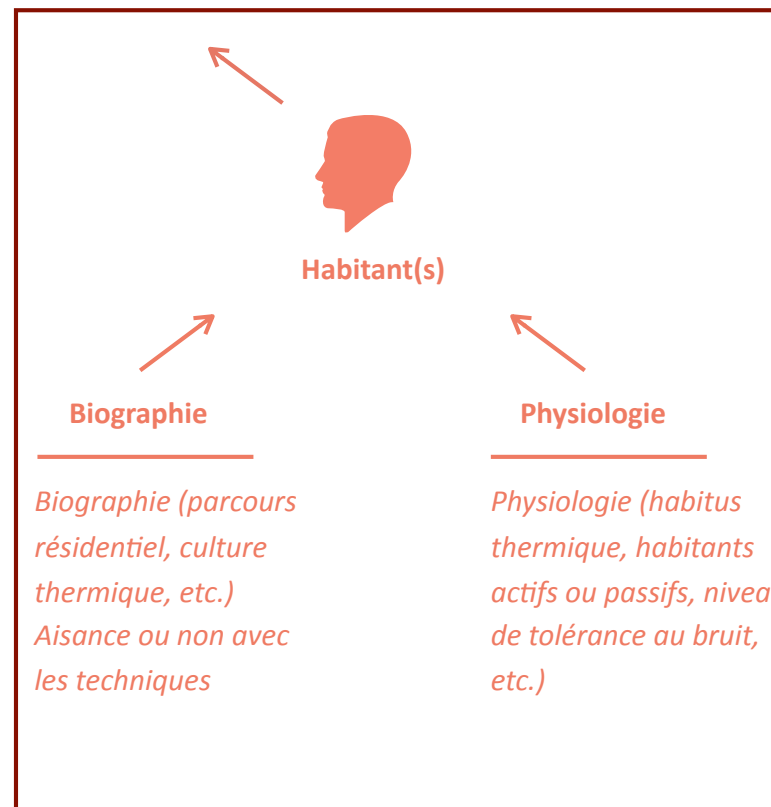 Habitant(s)
Biographie
Biographie (parcours
résidentiel, culture
thermique, etc.)
Aisance ou non avec
les techniques
Physiologie
Physiologie (habitus
thermique, habitants
actifs ou passifs, nivea
de tolérance au bruit,
etc.)